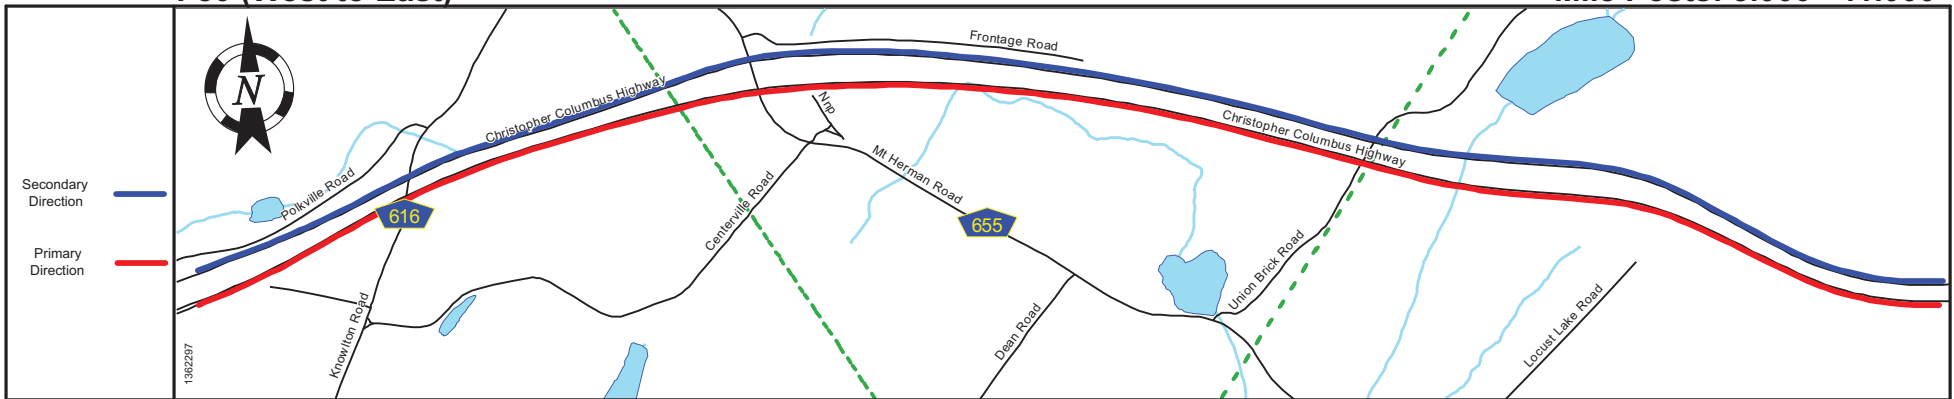 Secondary
Direction
Primary
Direction
N
Polkville Road
616
Christopher Columbus Highway
Frontage Road
Nnp
Mt Herman Road
Centerville Road
655
Christopher Columbus Highway
Union Brick Road
Dean Road
Knowlton Road
Locust Lake Road
1362297